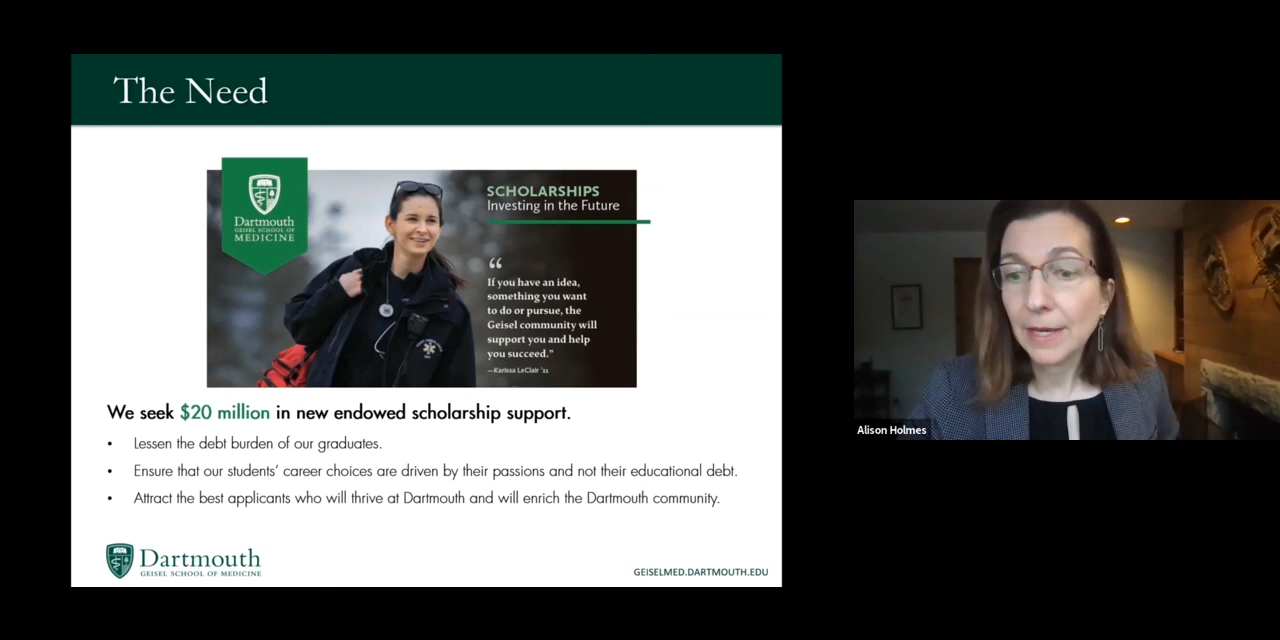 The Need
Dartmouth
GEISEL SCHOOL OF
MEDICINE
SCHOLARSHIPS
Investing in the Future
“
If you have an idea,
something you want
to do or pursue, the
Geisel community will
support you and help
you succeed.”
—Karissa LeClair ’21
We seek $20 million in new endowed scholarship support.
• Lessen the debt burden of our graduates.
• Ensure that our students’ career choices are driven by their passions and not their educational debt.
• Attract the best applicants who will thrive at Dartmouth and will enrich the Dartmouth community.
Dartmouth
GEISEL SCHOOL OF MEDICINE
GEISELMED.DARTMOUTH.EDU
Alison Holmes